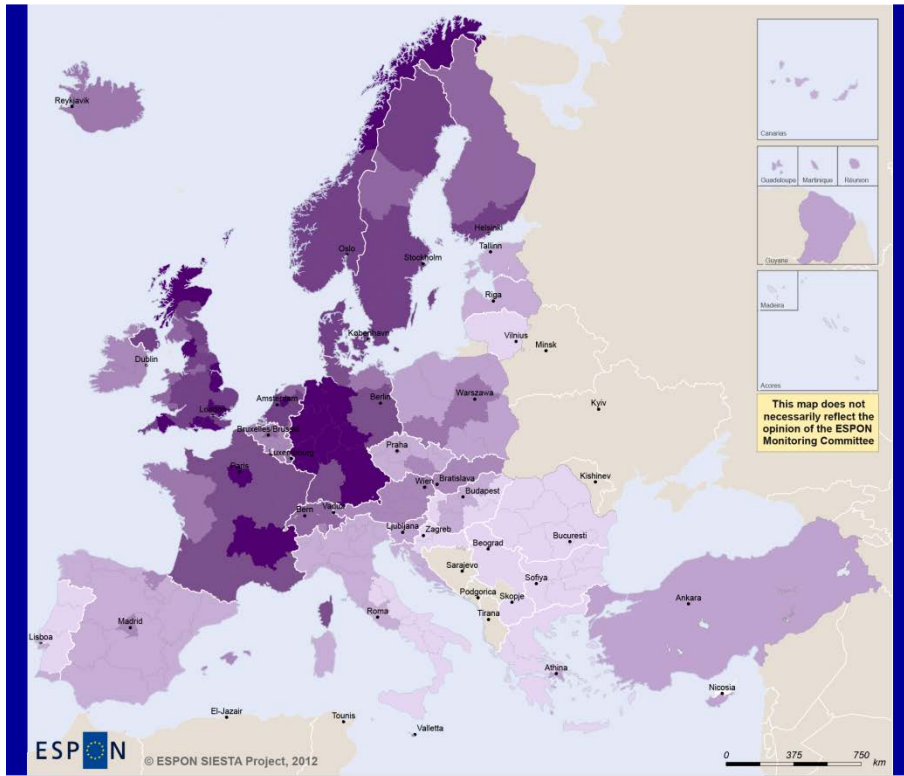 Reykjavik
Canarias
Guadeloupe
Martinique
Réunion
Guyane
Madeira
Acores
This map does not
necessarily reflect the
opinion of the ESPON
Monitoring Committee
Helsinki
Tallinn
Oslo
Stockholm
Riga
Kobenhavn
Vilnius
Minsk
Dublin
Amsterdam
Berlin
Warszawa
London
Kyiv
Bruxelles/Brussel
Praha
Luxembourg
Paris
Kishinev
Wien
Bratislava
Budapest
Bern
Vaduz
Ljubljana
Zagreb
Beograd
Bucuresti
Sarajevo
Sofiya
Podgorica
Skopje
Ankara
Roma
Tirana
Madrid
Lisboa
Athina
Nicosia
El-Jazair
Tounis
Valletta
ESPON
© ESPON SIESTA Project, 2012
0 375 750
km